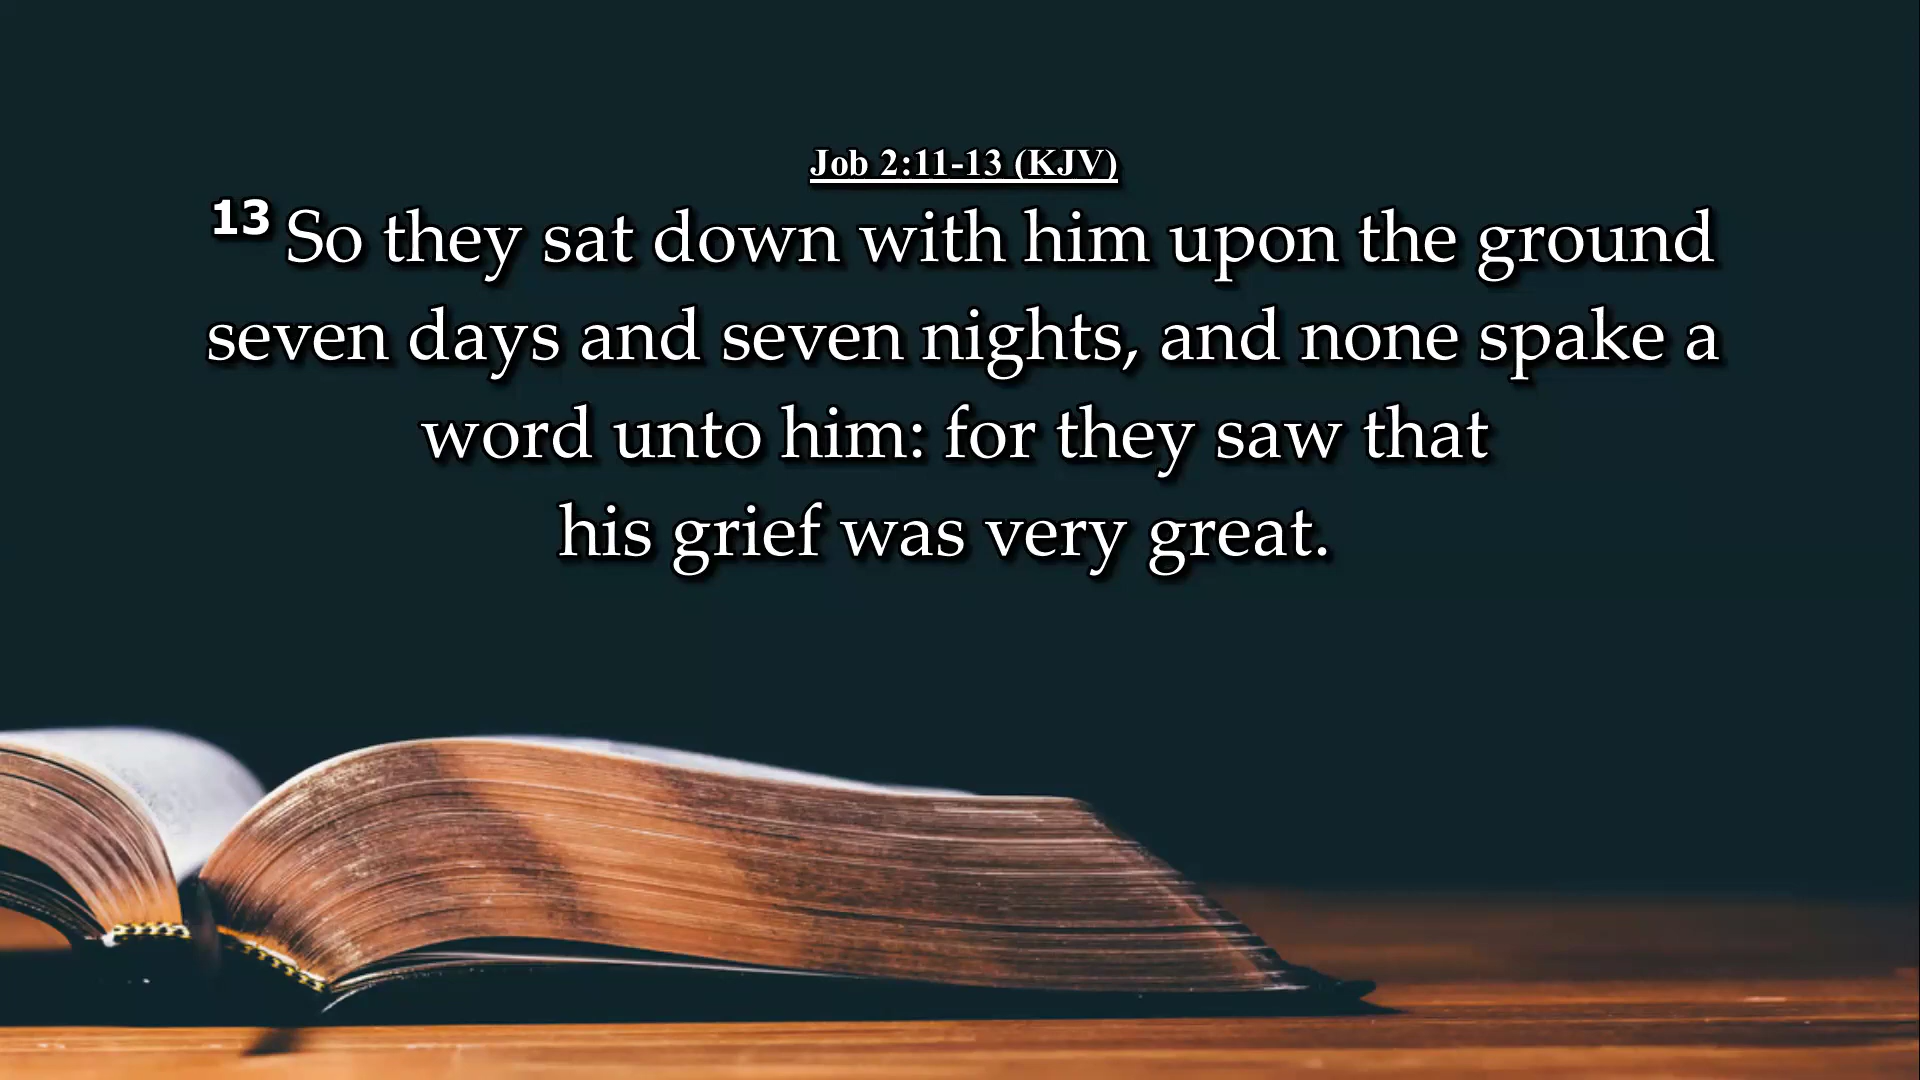 Job 2:11-13 (KJV)
13 So they sat down with him upon the ground
seven days and seven nights, and none spake a
word unto him: for they saw that
his grief was very great.